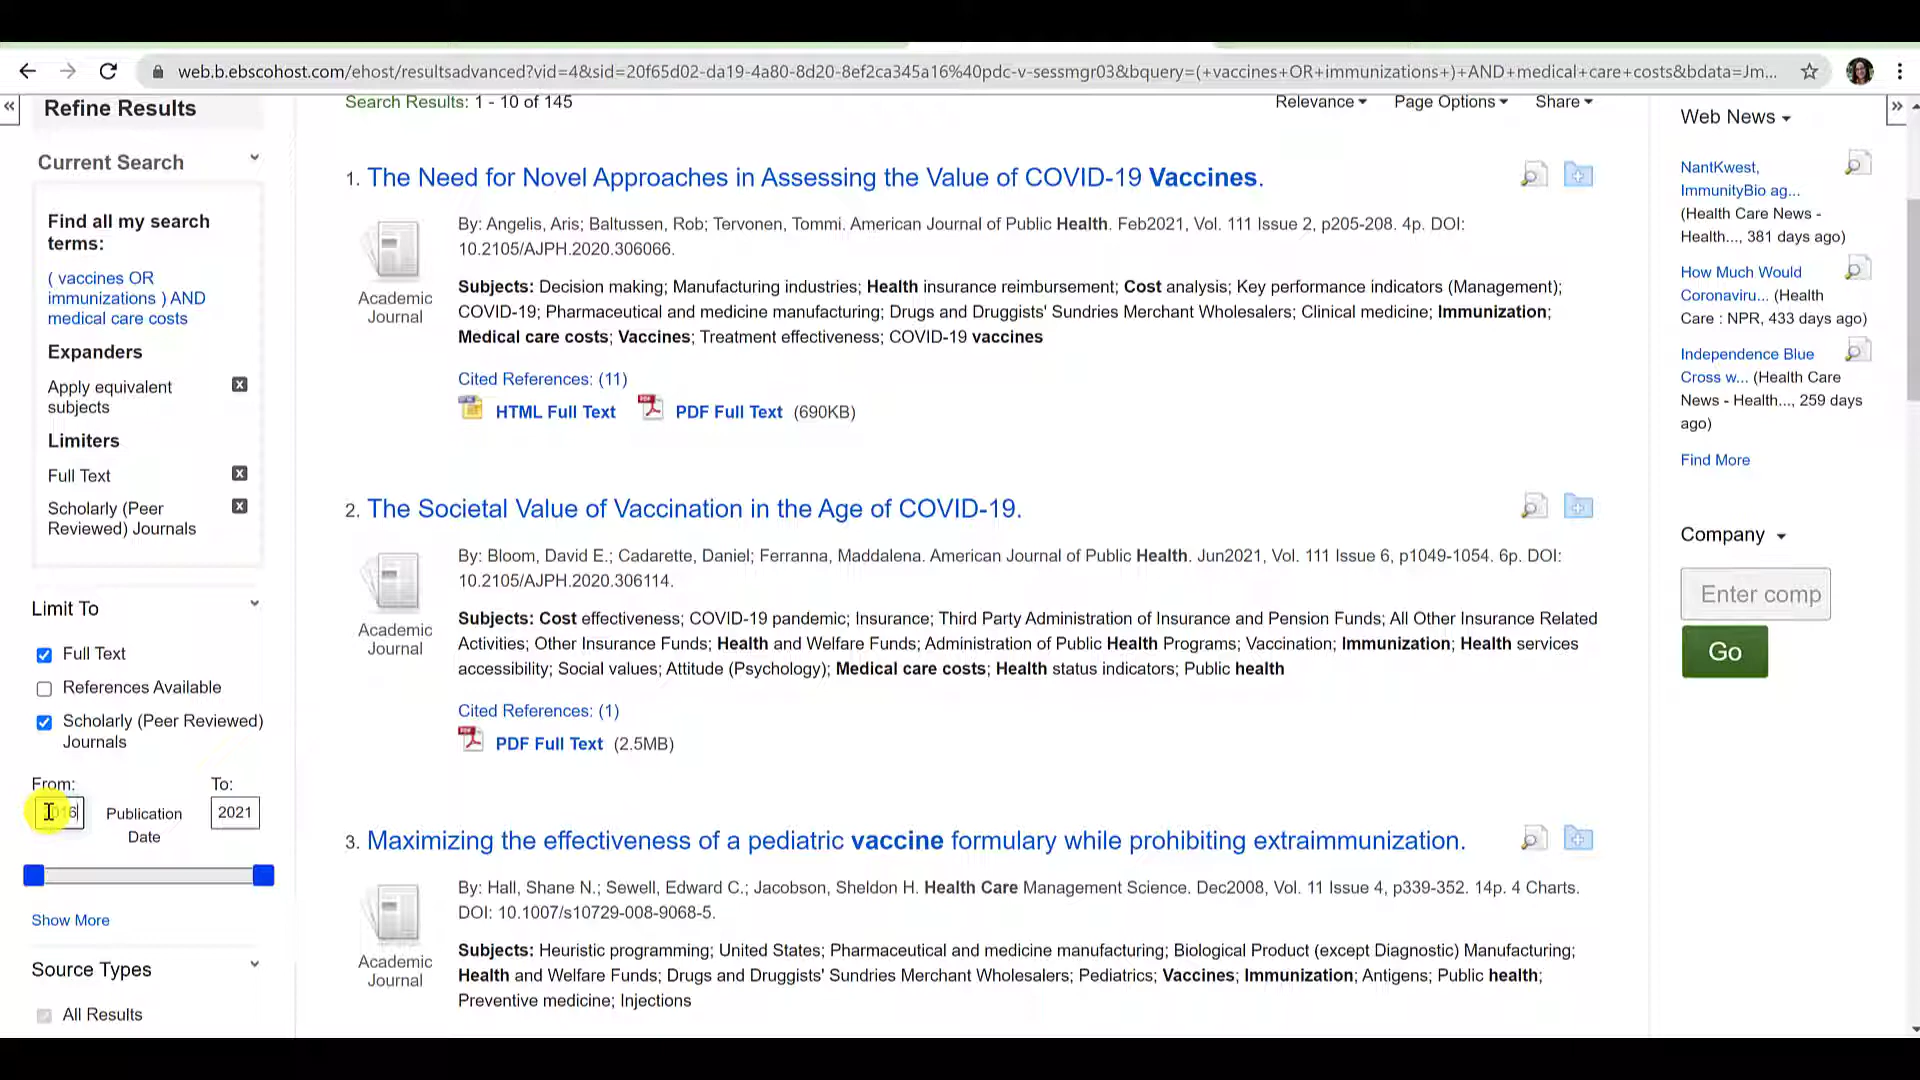 web.b.ebscohost.com/ehost/resultsadvanced?vid=4&sid=20f65d02-da19-4a80-8d20-8ef2ca345a16%40pdc-v-sessmgr03&bquery=(+vaccines+OR+immunizations+)+AND+medical+care+costs&bdata=Jm...
Refine Results
Current Search
Find all my search
terms:
( vaccines OR
immunizations ) AND
medical care costs
Expanders
Apply equivalent
subjects
Limiters
Full Text
Scholarly (Peer
Reviewed) Journals
Limit To
Full Text
References Available
Scholarly (Peer Reviewed)
Journals
From:
To:
Publication
Date
2021
Show More
Source Types
All Results
Search Results: 1 - 10 of 145
Relevance
Page Options
Share
1. The Need for Novel Approaches in Assessing the Value of COVID-19 Vaccines.
Academic
Journal
By: Angelis, Aris; Baltussen, Rob; Tervonen, Tommi. American Journal of Public Health. Feb2021, Vol. 111 Issue 2, p205-208. 4p. DOI:
10.2105/AJPH.2020.306066.
Subjects: Decision making; Manufacturing industries; Health insurance reimbursement; Cost analysis; Key performance indicators (Management);
COVID-19; Pharmaceutical and medicine manufacturing; Drugs and Druggists' Sundries Merchant Wholesalers; Clinical medicine; Immunization;
Medical care costs; Vaccines; Treatment effectiveness; COVID-19 vaccines
Cited References: (11)
HTML Full Text
PDF Full Text (690KB)
2. The Societal Value of Vaccination in the Age of COVID-19.
Academic
Journal
By: Bloom, David E.; Cadarette, Daniel; Ferranna, Maddalena. American Journal of Public Health. Jun2021, Vol. 111 Issue 6, p1049-1054. 6p. DOI:
10.2105/AJPH.2020.306114.
Subjects: Cost effectiveness; COVID-19 pandemic; Insurance; Third Party Administration of Insurance and Pension Funds; All Other Insurance Related
Activities; Other Insurance Funds; Health and Welfare Funds; Administration of Public Health Programs; Vaccination; Immunization; Health services
accessibility; Social values; Attitude (Psychology); Medical care costs; Health status indicators; Public health
Cited References: (1)
PDF Full Text (2.5MB)
3. Maximizing the effectiveness of a pediatric vaccine formulary while prohibiting extraimmunization.
Academic
Journal
By: Hall, Shane N.; Sewell, Edward C.; Jacobson, Sheldon H. Health Care Management Science. Dec2008, Vol. 11 Issue 4, p339-352. 14p. 4 Charts.
DOI: 10.1007/s10729-008-9068-5.
Subjects: Heuristic programming; United States; Pharmaceutical and medicine manufacturing; Biological Product (except Diagnostic) Manufacturing;
Health and Welfare Funds; Drugs and Druggists' Sundries Merchant Wholesalers; Pediatrics; Vaccines; Immunization; Antigens; Public health;
Preventive medicine; Injections
Web News
NantKwest,
ImmunityBio ag...
(Health Care News -
Health..., 381 days ago)
How Much Would
Coronaviru... (Health
Care : NPR, 433 days ago)
Independence Blue
Cross w... (Health Care
News - Health..., 259 days
ago)
Find More
Company
Enter comp
Go